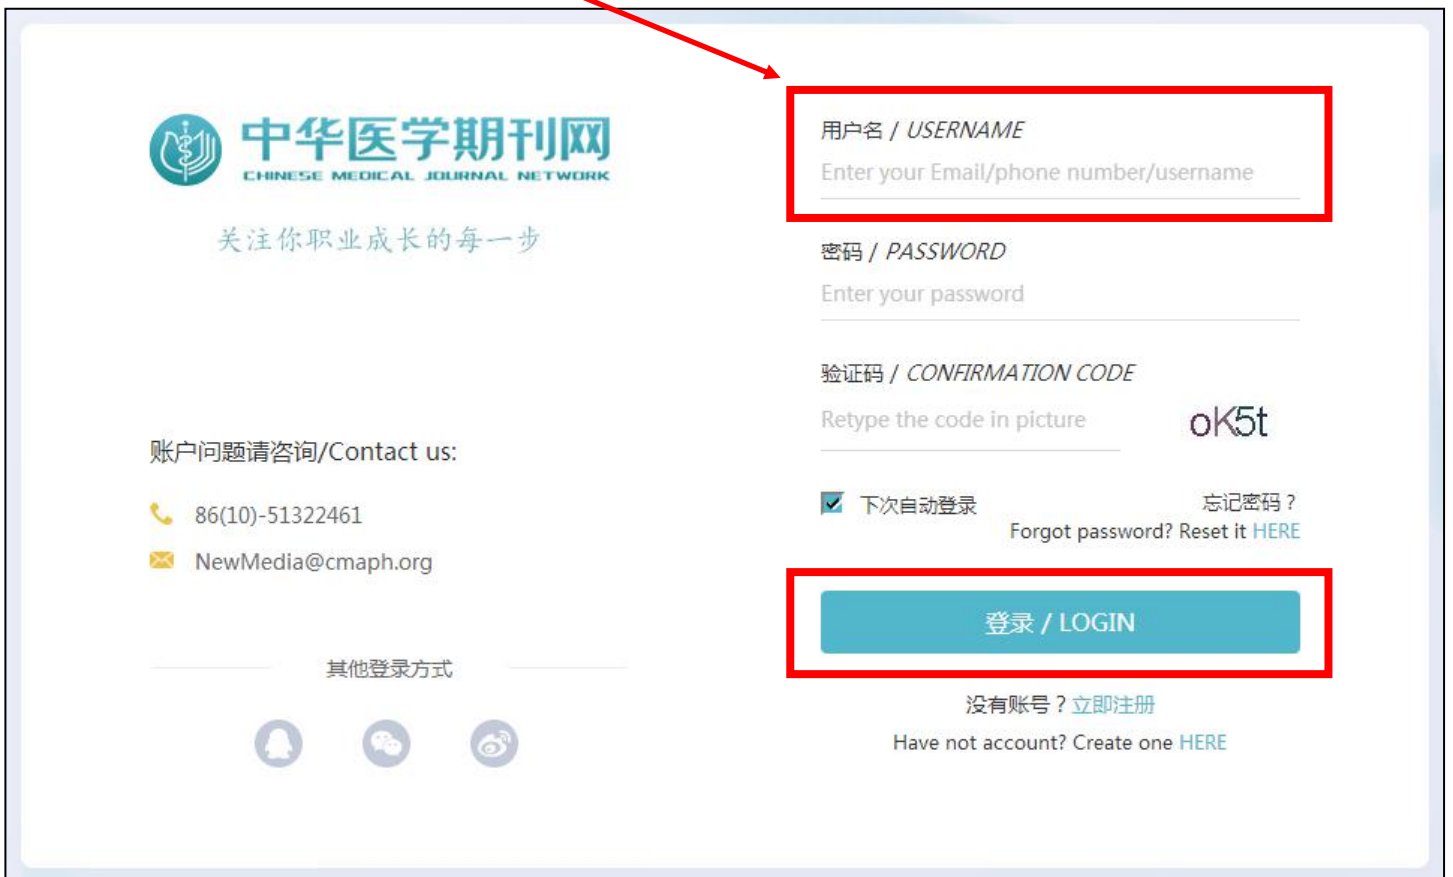 中华医学期刊网
CHINESE MEDICAL JOURNAL NETWORK
关注你职业成长的每一步
账户问题请咨询/Contact us:
86(10)-51322461
NewMedia@cmaph.org
其他登录方式
用户名 / USERNAME
Enter your Email/phone number/username
密码 / PASSWORD
Enter your password
验证码 / CONFIRMATION CODE
Retype the code in picture
oK5t
下次自动登录
忘记密码？
Forgot password? Reset it HERE
登录 / LOGIN
没有账号？立即注册
Have not account? Create one HERE